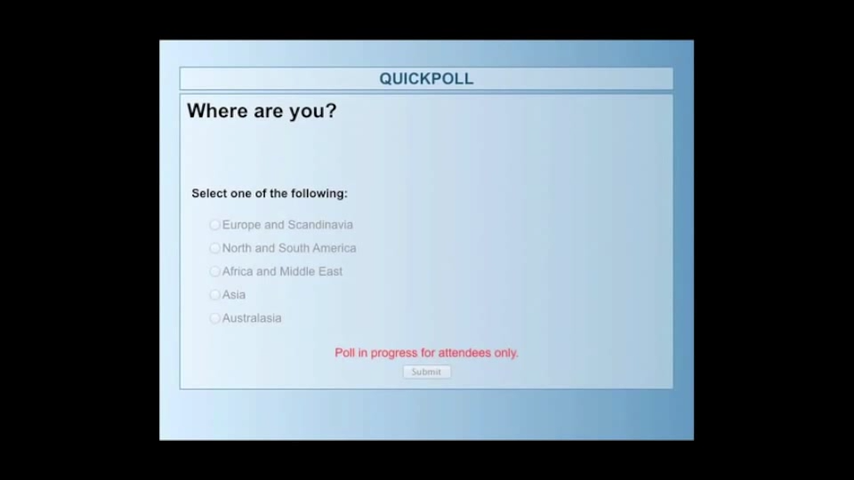 QUICKPOLL
Where are you?
Select one of the following:
Europe and Scandinavia
North and South America
Africa and Middle East
Asia
Australasia
Poll in progress for attendees only.
Submit